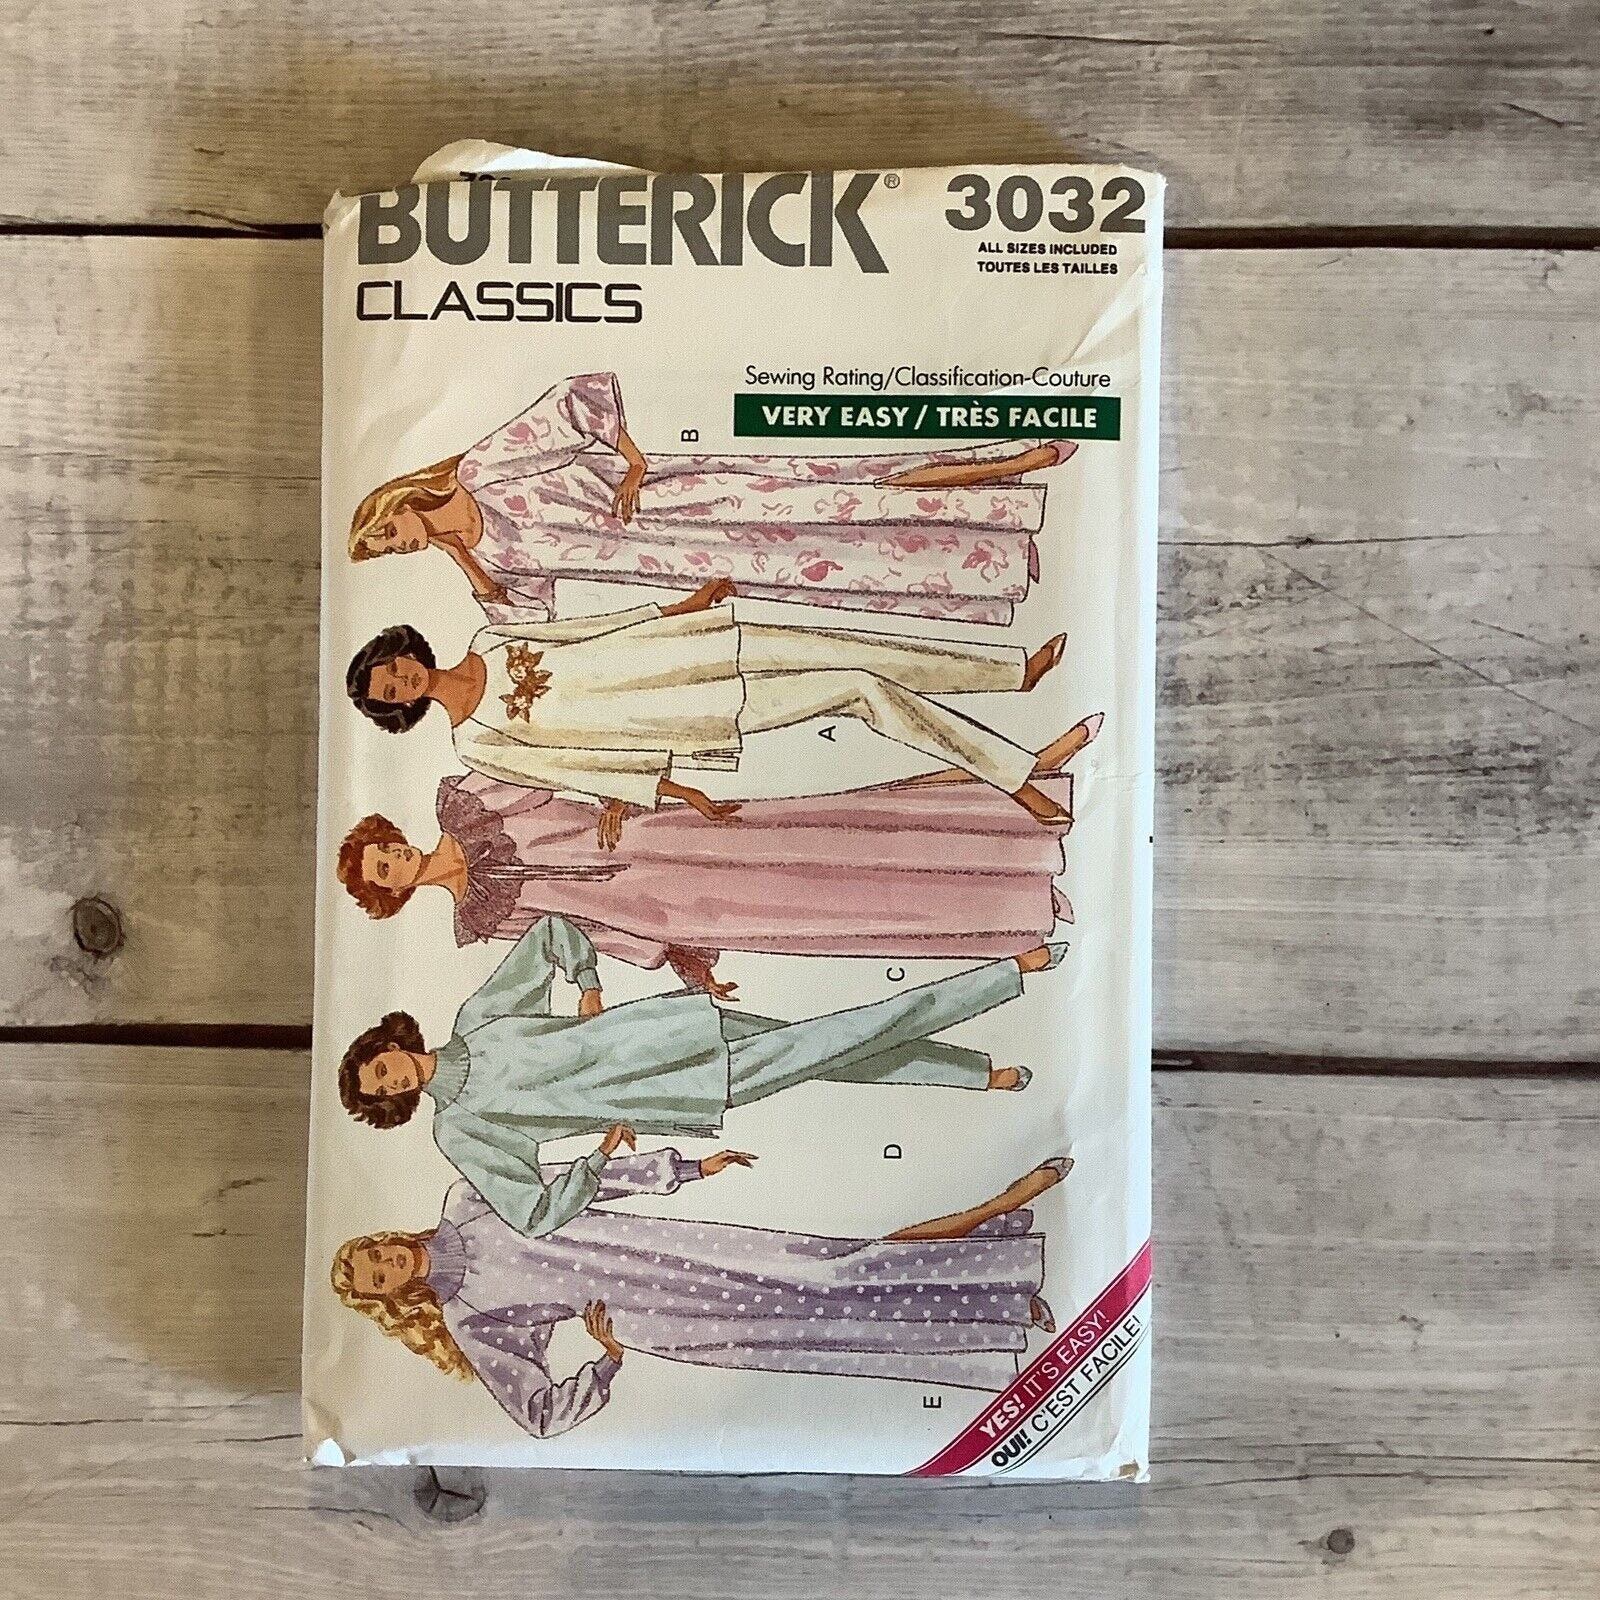 BUTTERICK® 3032
ALL SIZES INCLUDED
TOUTES LES TAILLES
CLASSICS
Sewing Rating/Classification-Couture
VERY EASY / TRÈS FACILE
B
A
C
D
E
YES! IT'S EASY!
OUI! C'EST FACILE!